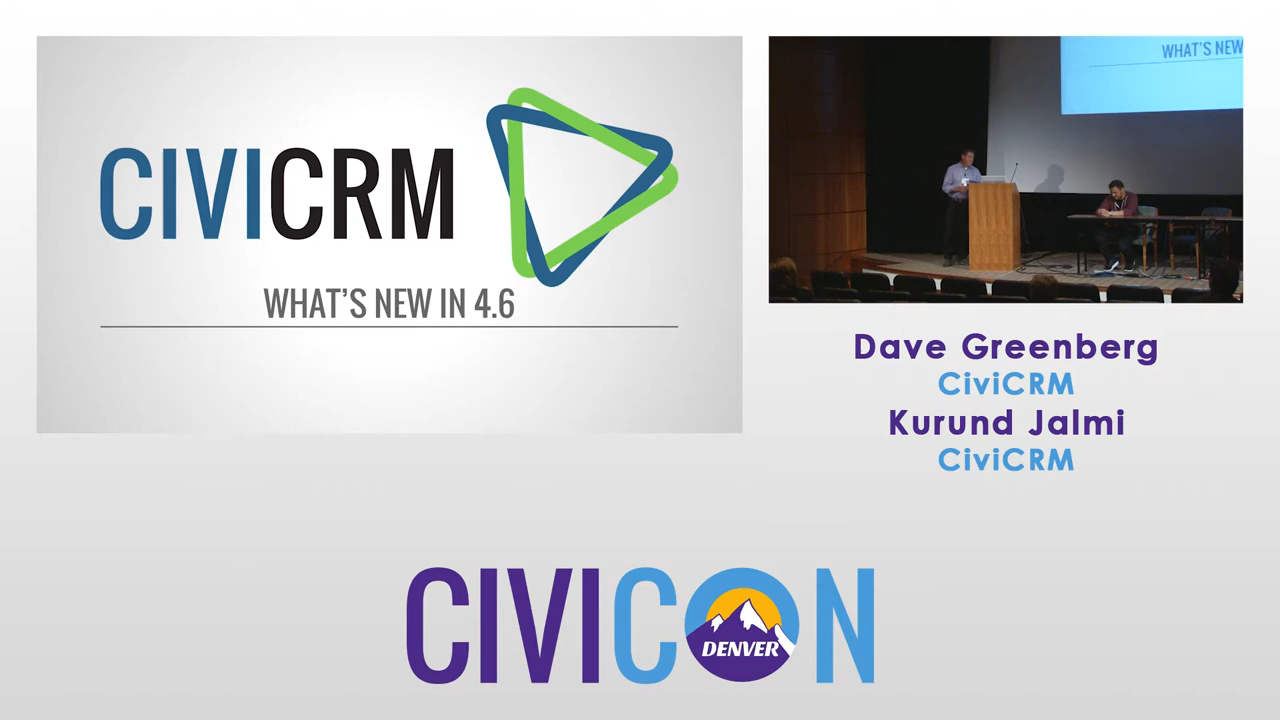 CIVICRM
WHAT'S NEW IN 4.6
WHAT'S NEW
Dave Greenberg
CiviCRM
Kurund Jalmi
CiviCRM
CIVICON
DENVER